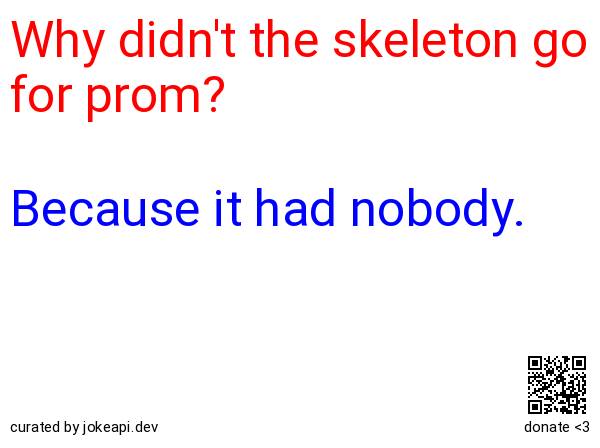 Why didn't the skeleton go
for prom?
Because it had nobody.
curated by jokeapi.dev
donate <3